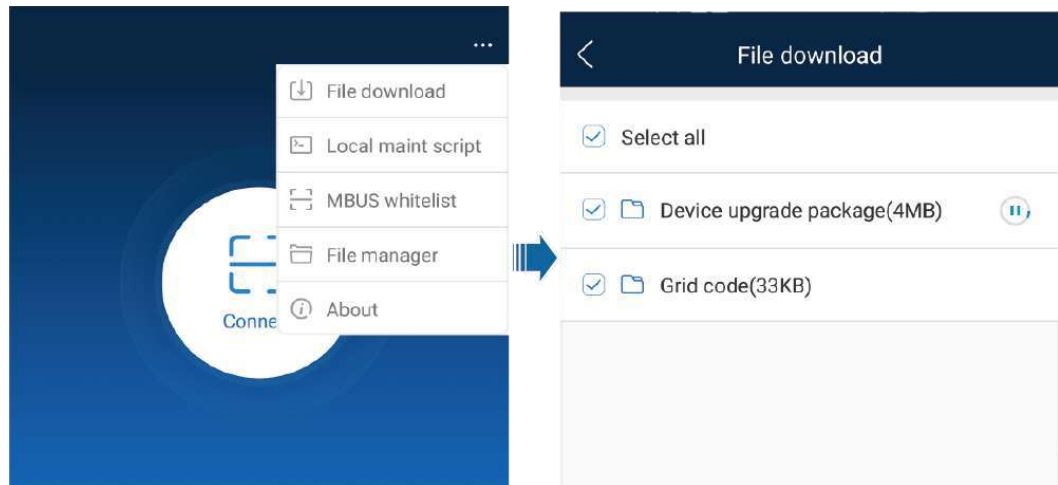 ...
File download
Local maint script
MBUS whitelist
File manager
About
Conne
File download
Select all
Device upgrade package(4MB)
Grid code(33KB)